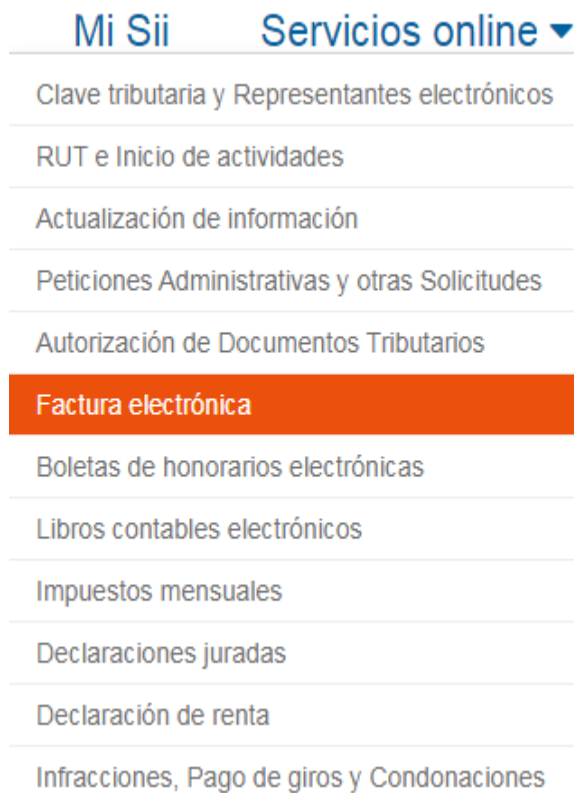 Mi Sii Servicios online
Clave tributaria y Representantes electrónicos
RUT e Inicio de actividades
Actualización de información
Peticiones Administrativas y otras Solicitudes
Autorización de Documentos Tributarios
Factura electrónica
Boletas de honorarios electrónicas
Libros contables electrónicos
Impuestos mensuales
Declaraciones juradas
Declaración de renta
Infracciones, Pago de giros y Condonaciones